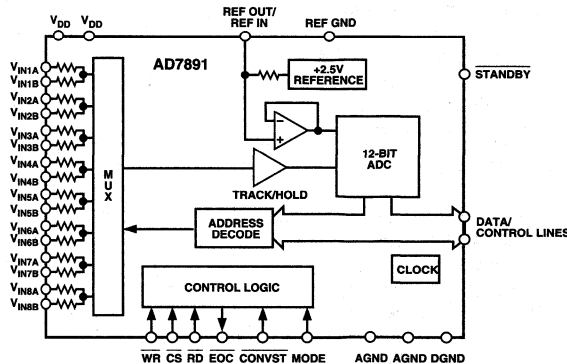 VDD VDD
REF OUT/
REF IN
REF GND
AD7891
+2.5V
REFERENCE
STANDBY
VIN1A
VIN1B
VIN2A
VIN2B
VIN3A
VIN3B
VIN4A
VIN4B
VIN5A
VIN5B
VIN6A
VIN6B
VIN7A
VIN7B
VIN8A
VIN8B
MUX
12-BIT
ADC
TRACK/HOLD
ADDRESS
DECODE
DATA/
CONTROL LINES
CLOCK
CONTROL LOGIC
WR CS RD EOC CONVST MODE AGND AGND DGND